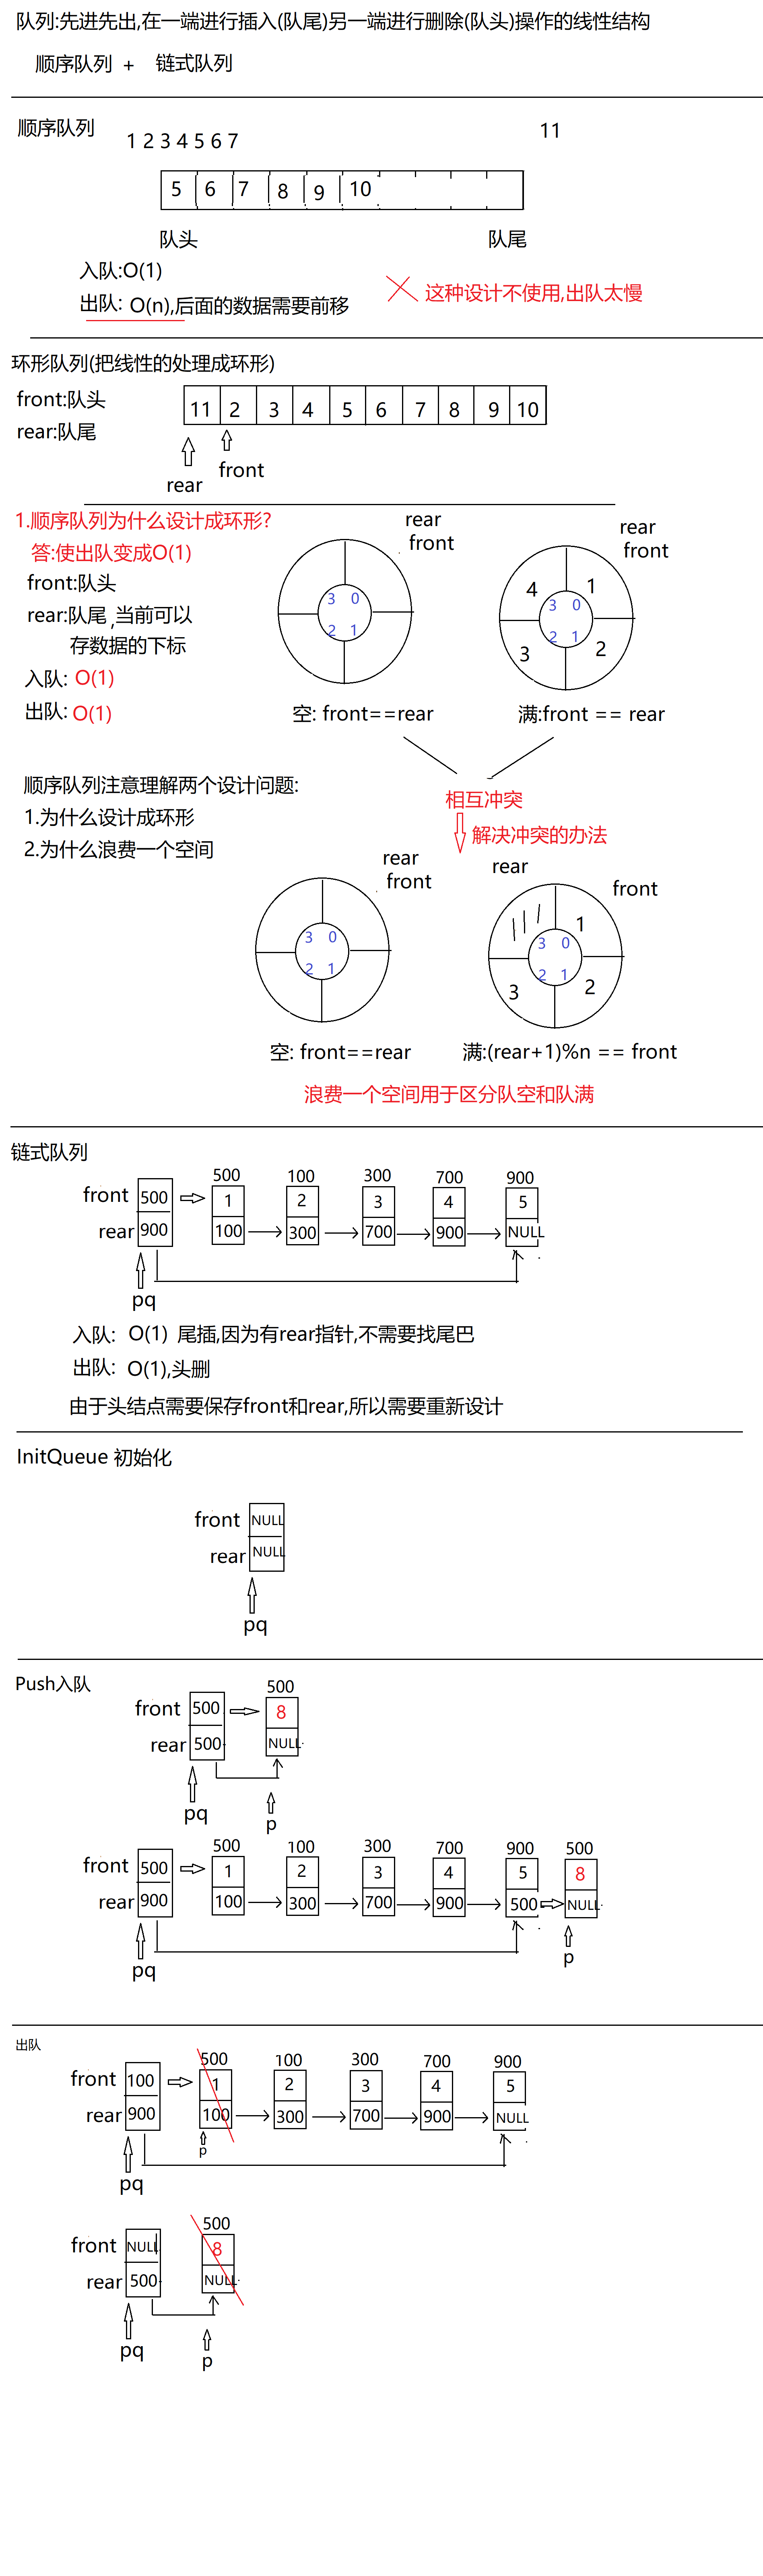 队列:先进先出,在一端进行插入(队尾)另一端进行删除(队头)操作的线性结构
顺序队列 + 链式队列
顺序队列
1 2 3 4 5 6 7
11
5 6 7 8 9 10
队头 队尾
入队:O(1)
出队: O(n),后面的数据需要前移
这种设计不使用,出队太慢
环形队列(把线性的处理成环形)
front:队头
rear:队尾
11 2 3 4 5 6 7 8 9 10
front
rear
1.顺序队列为什么设计成环形?
答:使出队变成O(1)
front:队头
rear:队尾,当前可以
存数据的下标
入队: O(1)
出队: O(1)
rear
front
3 0
2 1
空: front==rear
rear
front
4 1
3 0
2 1
3 2
满:front == rear
顺序队列注意理解两个设计问题:
1.为什么设计成环形
2.为什么浪费一个空间
相互冲突
解决冲突的办法
rear
front
3 0
2 1
空: front==rear
rear
front
1
3 0
2 1
3 2
满:(rear+1)%n == front
浪费一个空间用于区分队空和队满
链式队列
500 100 300 700 900
front 500 1 2 3 4 5
rear 900 100 300 700 900 NULL
pq
入队: O(1) 尾插,因为有rear指针,不需要找尾巴
出队: O(1),头删
由于头结点需要保存front和rear,所以需要重新设计
InitQueue 初始化
front NULL
rear NULL
pq
Push入队
500
front 500 8
rear 500 NULL
pq p
500 100 300 700 900 500
front 500 1 2 3 4 5 8
rear 900 100 300 700 900 500 NULL
pq p
出队
500 100 300 700 900
front 100 1 2 3 4 5
rear 900 100 300 700 900 NULL
p
pq
500
front NULL 8
rear 500 NULL
pq p